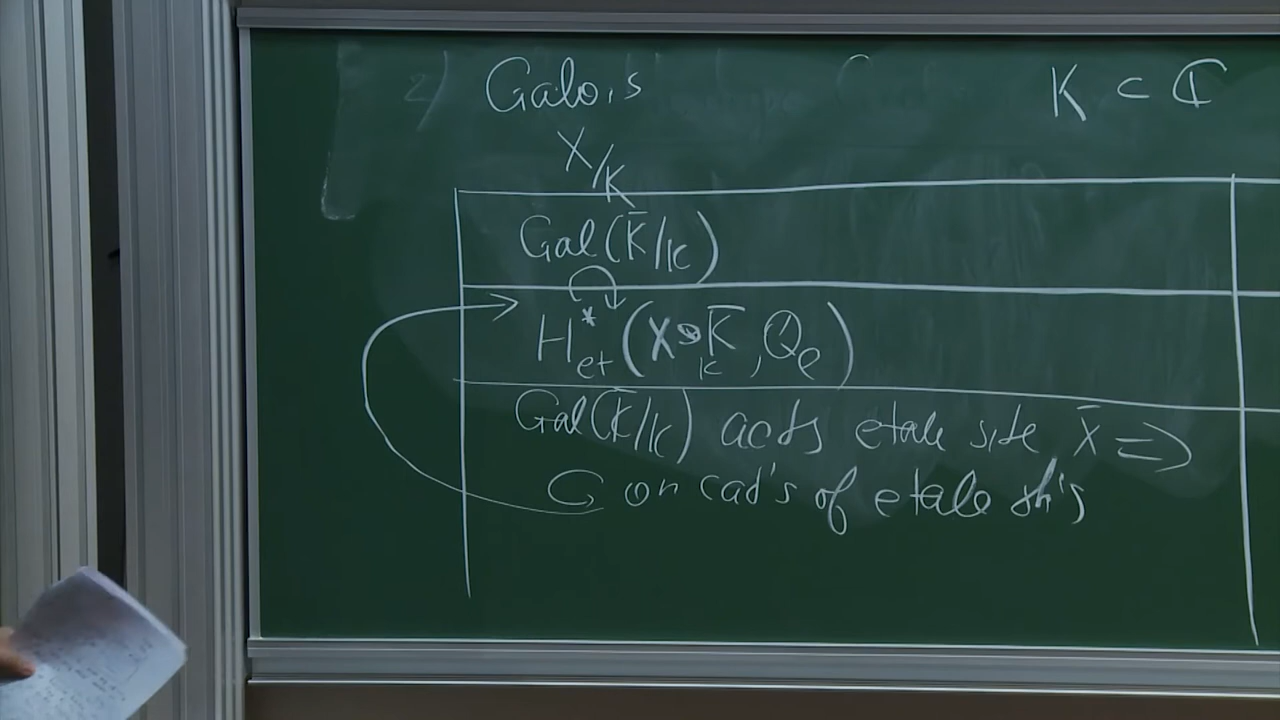 2) Galois K ⊂ ℂ
X/K
Gal(K̄/K)
H*et(X⊗K K̄, Qℓ)
Gal(K̄/K) acts etale site X̄ ⇒
on cat's of etale sh's